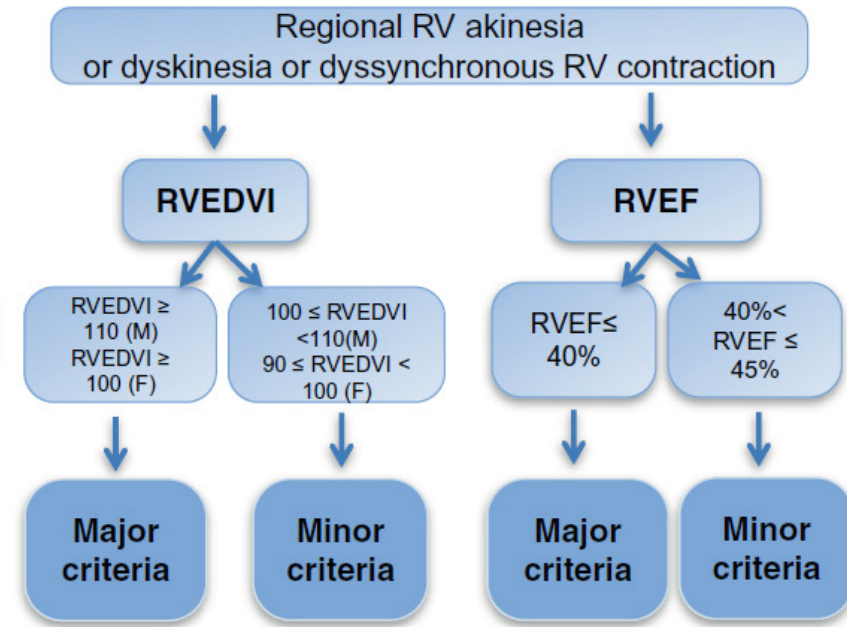 Regional RV akinesia
or dyskinesia or dyssynchronous RV contraction
RVEDVI
RVEF
RVEDVI ≥
110 (M)
RVEDVI ≥
100 (F)
100 ≤ RVEDVI
<110(M)
90 ≤ RVEDVI <
100 (F)
RVEF≤
40%
40%<
RVEF ≤
45%
Major
criteria
Minor
criteria
Major
criteria
Minor
criteria